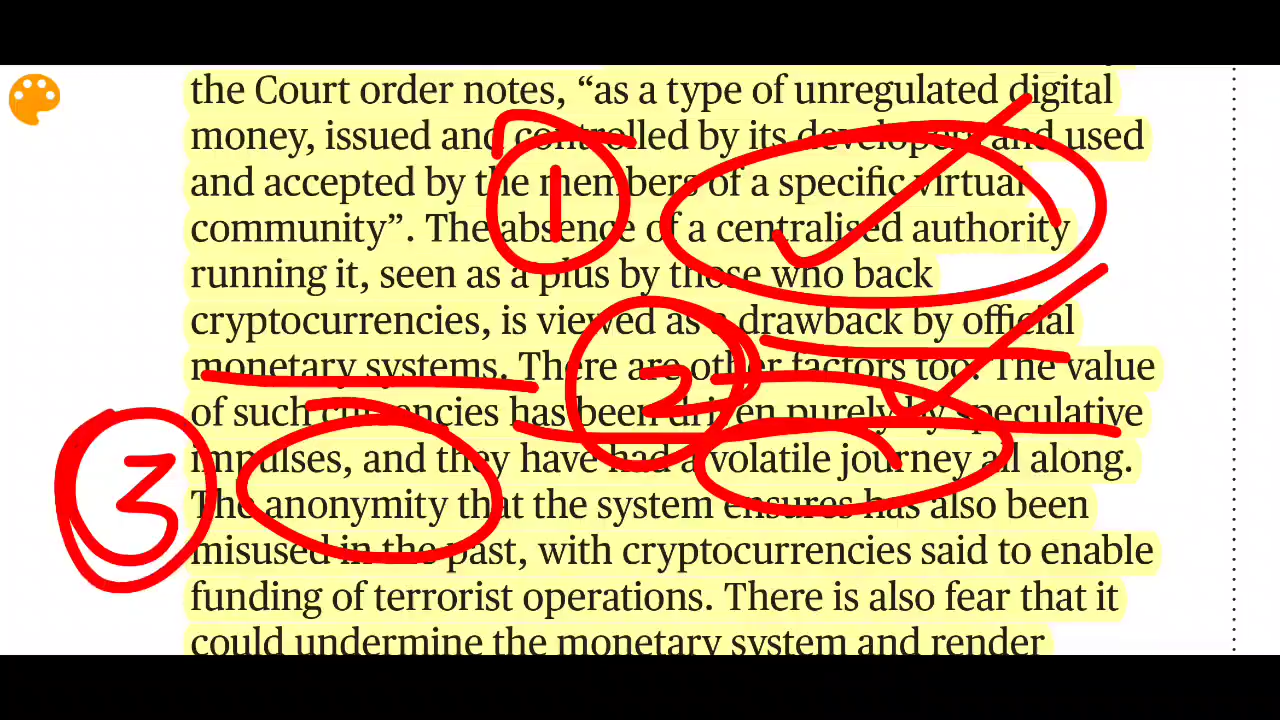 the Court order notes, “as a type of unregulated digital
money, issued and controlled by its developers and used
and accepted by the members of a specific virtual
community”. The absence of a centralised authority
running it, seen as a plus by those who back
cryptocurrencies, is viewed as a drawback by official
monetary systems. There are other factors too. The value
of such currencies has been driven purely by speculative
impulses, and they have had a volatile journey all along.
The anonymity that the system ensures has also been
misused in the past, with cryptocurrencies said to enable
funding of terrorist operations. There is also fear that it
could undermine the monetary system and render
1
2
3